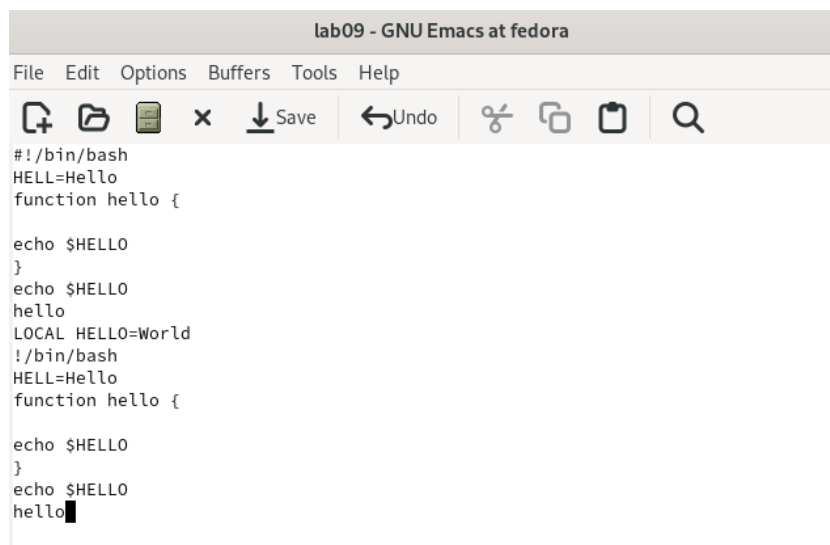 lab09 - GNU Emacs at fedora
File Edit Options Buffers Tools Help
Save Undo
#!/bin/bash
HELL=Hello
function hello {
echo $HELLO
}
echo $HELLO
hello
LOCAL HELLO=World
!/bin/bash
HELL=Hello
function hello {
echo $HELLO
}
echo $HELLO
hello